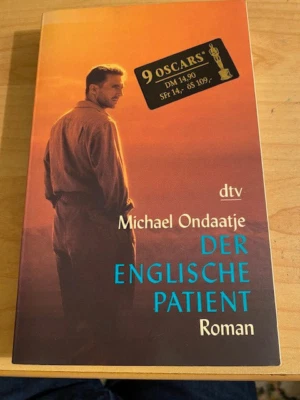 9 OSCARS*
DM 14,90
SFr 14,- öS 109,-
dtv
Michael Ondaatje
DER
ENGLISCHE
PATIENT
Roman